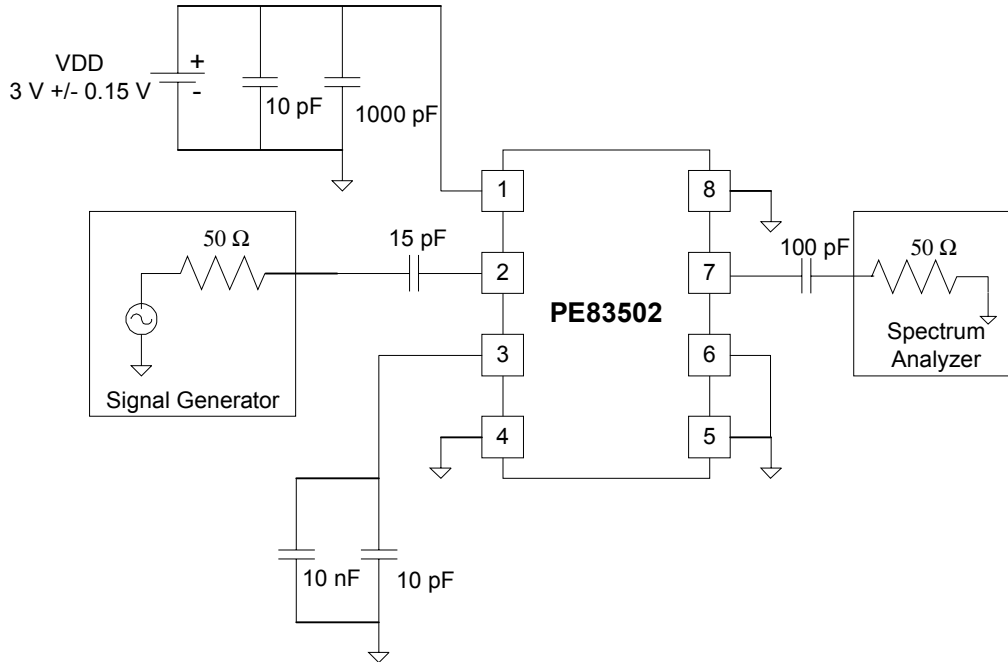 VDD
3 V +/- 0.15 V
+
-
10 pF
1000 pF
1
8
50 Ω
15 pF
2
7
100 pF
50 Ω
PE83502
3
6
Spectrum
Analyzer
Signal Generator
4
5
10 nF
10 pF